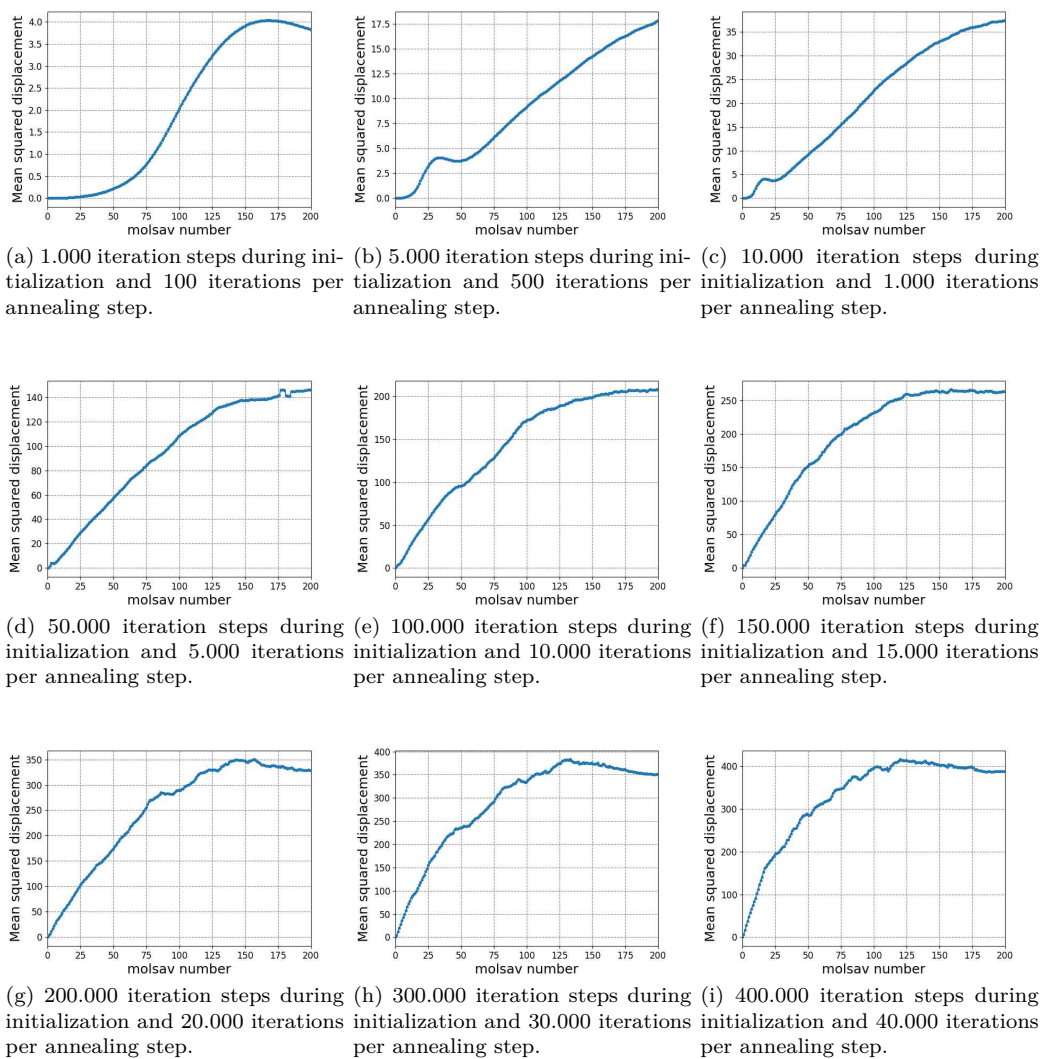 Mean squared displacement
4.0
3.5
3.0
2.5
2.0
1.5
1.0
0.5
0.0
0 25 50 75 100 125 150 175 200
molsav number
(a) 1.000 iteration steps during ini-
tialization and 100 iterations per
annealing step.
Mean squared displacement
17.5
15.0
12.5
10.0
7.5
5.0
2.5
0.0
0 25 50 75 100 125 150 175 200
molsav number
(b) 5.000 iteration steps during ini-
tialization and 500 iterations per
annealing step.
Mean squared displacement
35
30
25
20
15
10
5
0
0 25 50 75 100 125 150 175 200
molsav number
(c) 10.000 iteration steps during
initialization and 1.000 iterations
per annealing step.
Mean squared displacement
140
120
100
80
60
40
20
0
0 25 50 75 100 125 150 175 200
molsav number
(d) 50.000 iteration steps during
initialization and 5.000 iterations
per annealing step.
Mean squared displacement
200
150
100
50
0
0 25 50 75 100 125 150 175 200
molsav number
(e) 100.000 iteration steps during
initialization and 10.000 iterations
per annealing step.
Mean squared displacement
250
200
150
100
50
0
0 25 50 75 100 125 150 175 200
molsav number
(f) 150.000 iteration steps during
initialization and 15.000 iterations
per annealing step.
Mean squared displacement
350
300
250
200
150
100
50
0
0 25 50 75 100 125 150 175 200
molsav number
(g) 200.000 iteration steps during
initialization and 20.000 iterations
per annealing step.
Mean squared displacement
400
350
300
250
200
150
100
50
0
0 25 50 75 100 125 150 175 200
molsav number
(h) 300.000 iteration steps during
initialization and 30.000 iterations
per annealing step.
Mean squared displacement
400
300
200
100
0
0 25 50 75 100 125 150 175 200
molsav number
(i) 400.000 iteration steps during
initialization and 40.000 iterations
per annealing step.